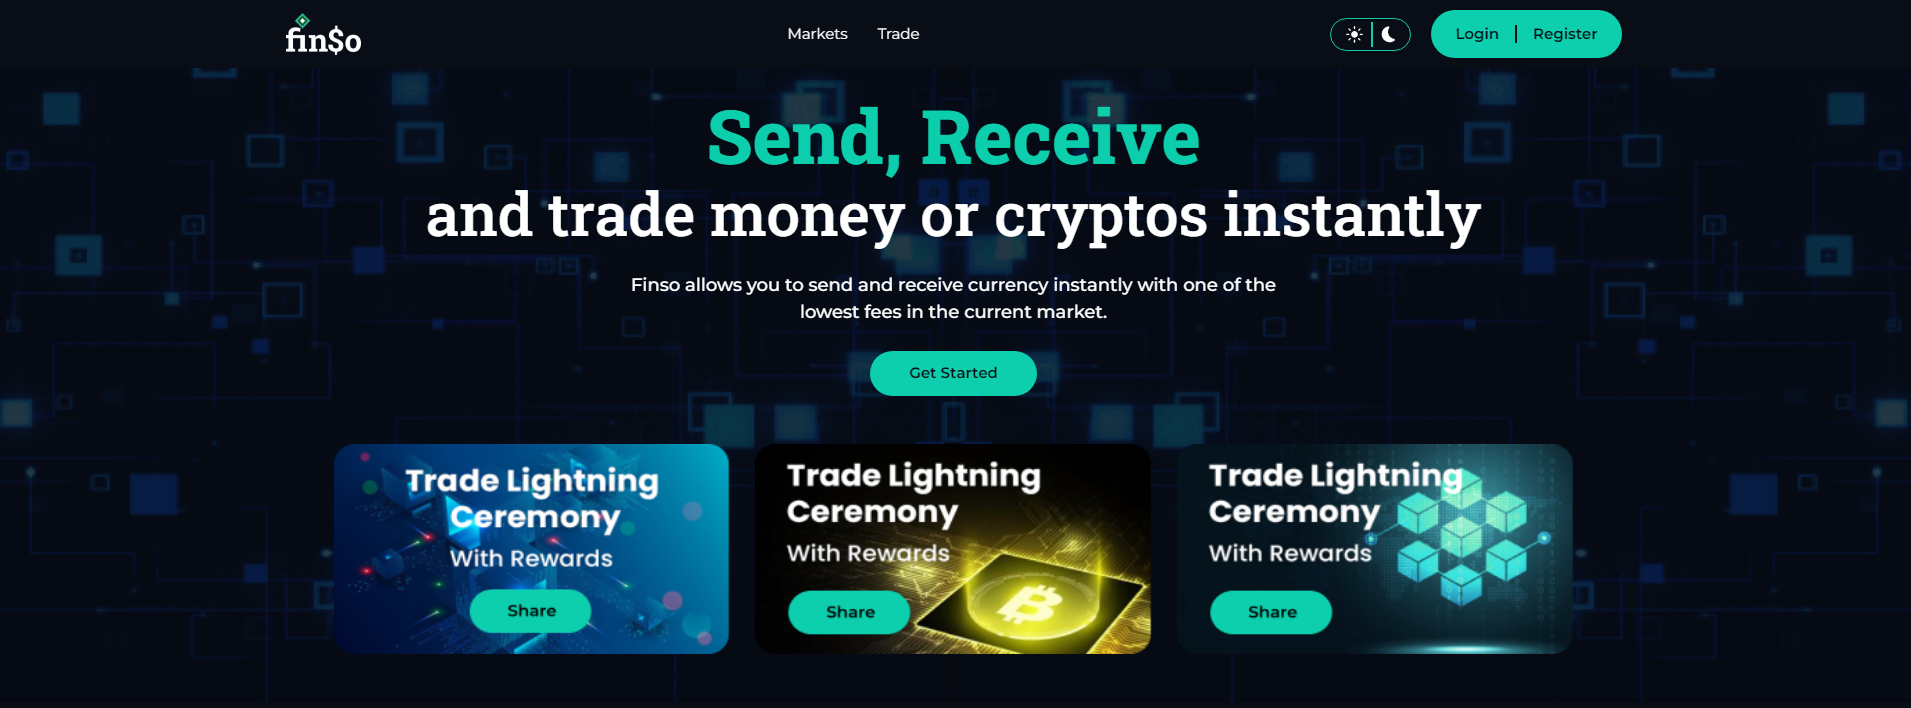 fin$o
Markets
Trade
Login
Register
Send, Receive
and trade money or cryptos instantly
Finso allows you to send and receive currency instantly with one of the
lowest fees in the current market.
Get Started
Trade Lightning
Ceremony
With Rewards
Share
Trade Lightning
Ceremony
With Rewards
Share
Trade Lightning
Ceremony
With Rewards
Share